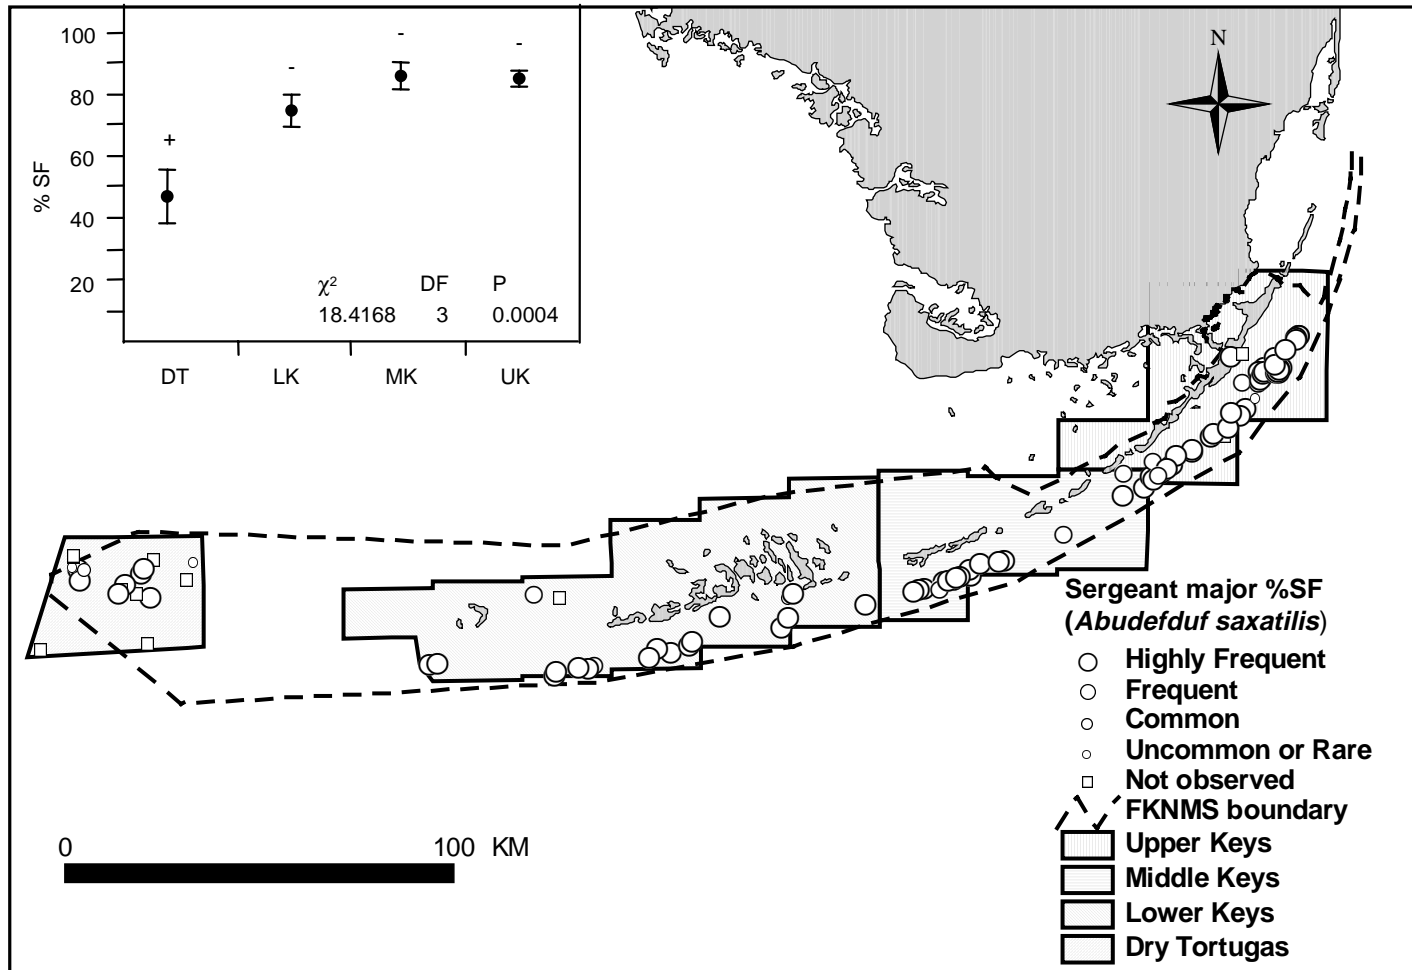 100
80
60
40
20
% SF
+
-
-
-
χ² DF P
18.4168 3 0.0004
DT LK MK UK
N
Sergeant major %SF
(Abudefduf saxatilis)
Highly Frequent
Frequent
Common
Uncommon or Rare
Not observed
FKNMS boundary
Upper Keys
Middle Keys
Lower Keys
Dry Tortugas
0 100 KM